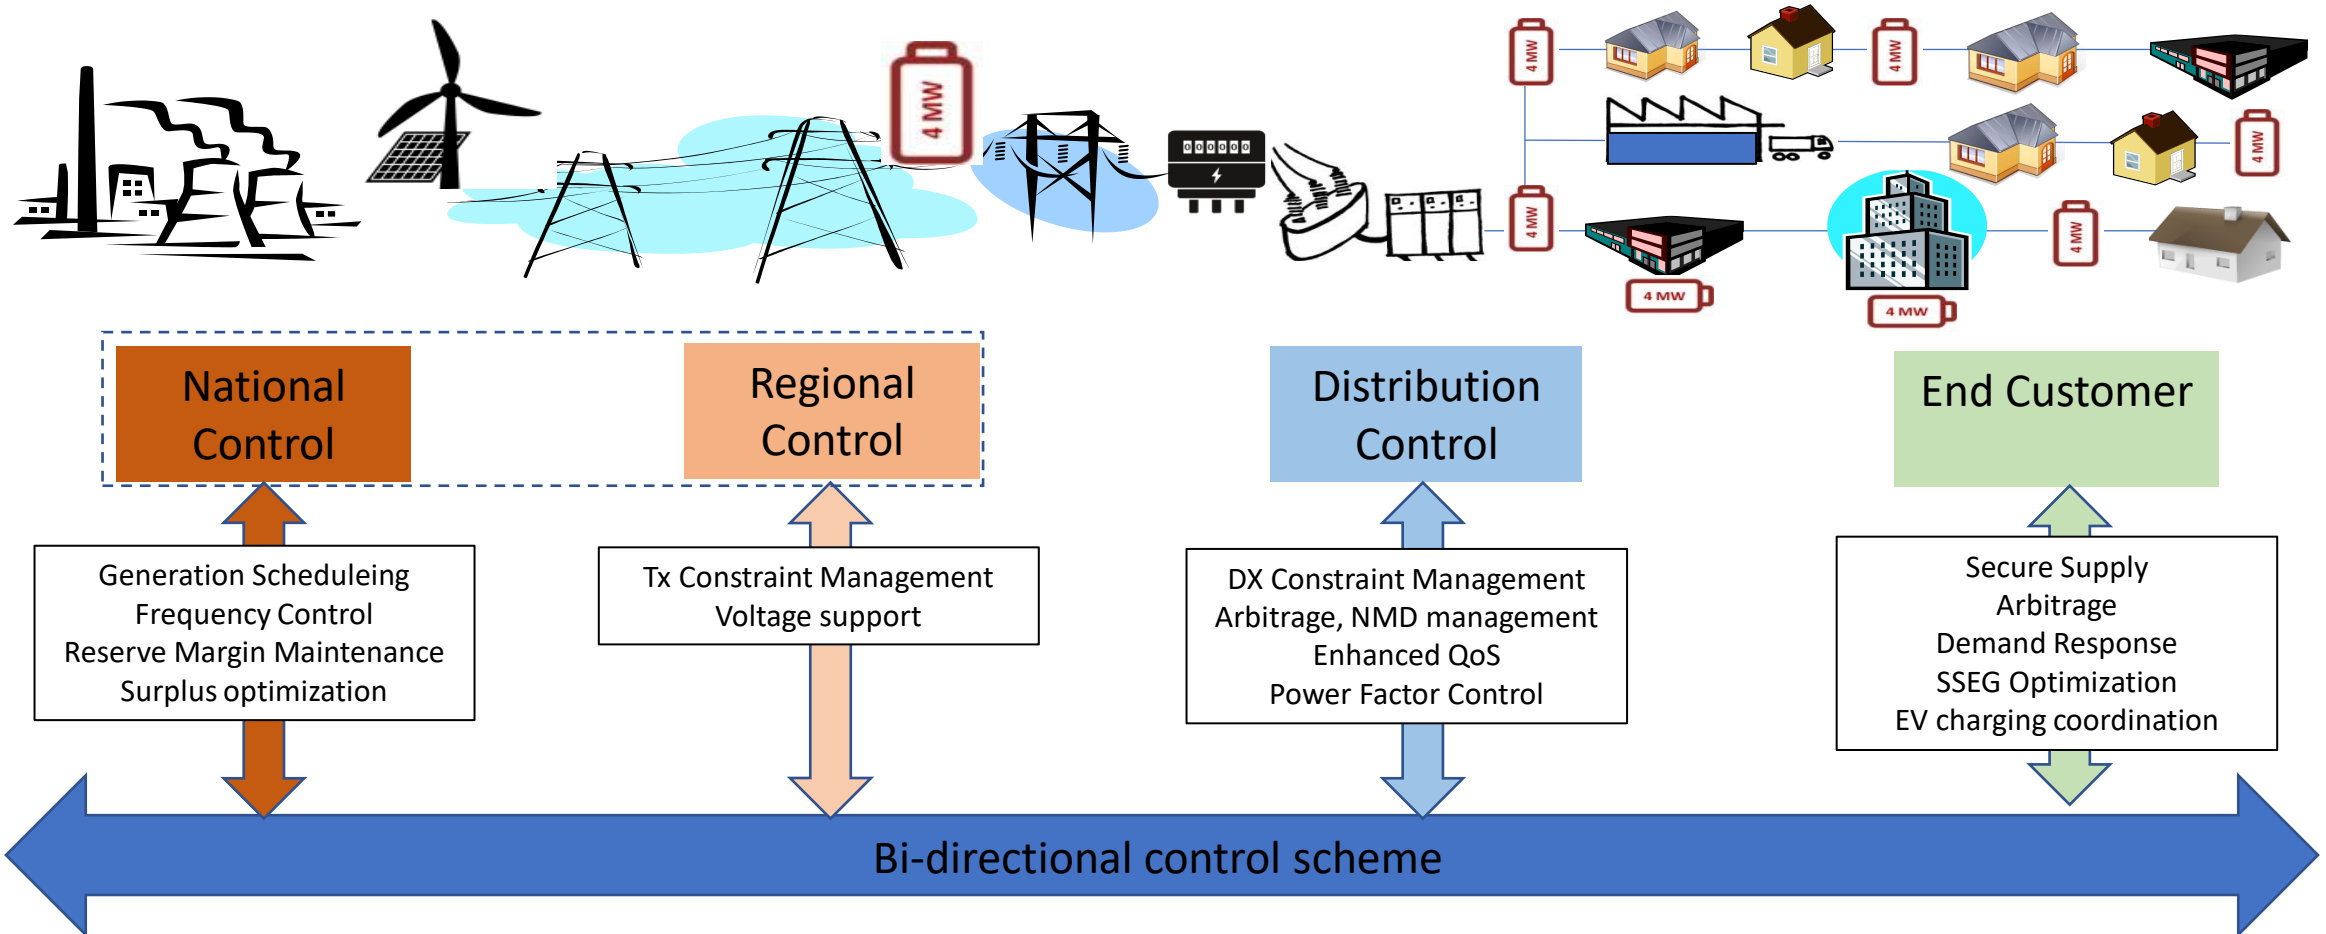 4 MW
4 MW
4 MW
4 MW
000000
4 MW
4 MW
4 MW
4 MW
4 MW
National
Control
Regional
Control
Distribution
Control
End Customer
Generation Scheduleing
Frequency Control
Reserve Margin Maintenance
Surplus optimization
Tx Constraint Management
Voltage support
DX Constraint Management
Arbitrage, NMD management
Enhanced QoS
Power Factor Control
Secure Supply
Arbitrage
Demand Response
SSEG Optimization
EV charging coordination
Bi-directional control scheme